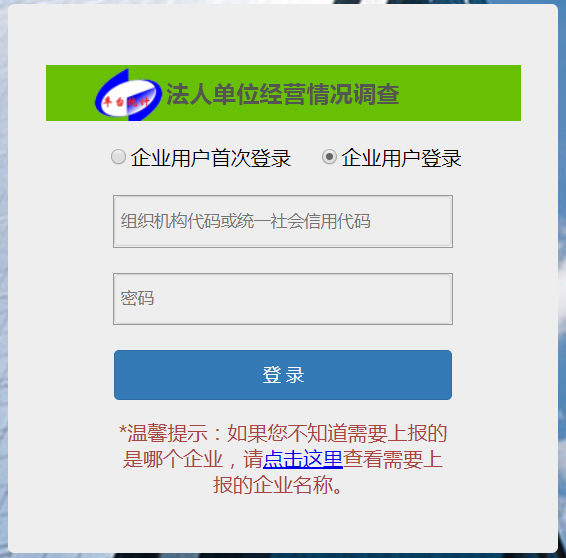 丰台统计
法人单位经营情况调查
企业用户首次登录 企业用户登录
组织机构代码或统一社会信用代码
密码
登录
*温馨提示：如果您不知道需要上报的
是哪个企业，请点击这里查看需要上
报的企业名称。